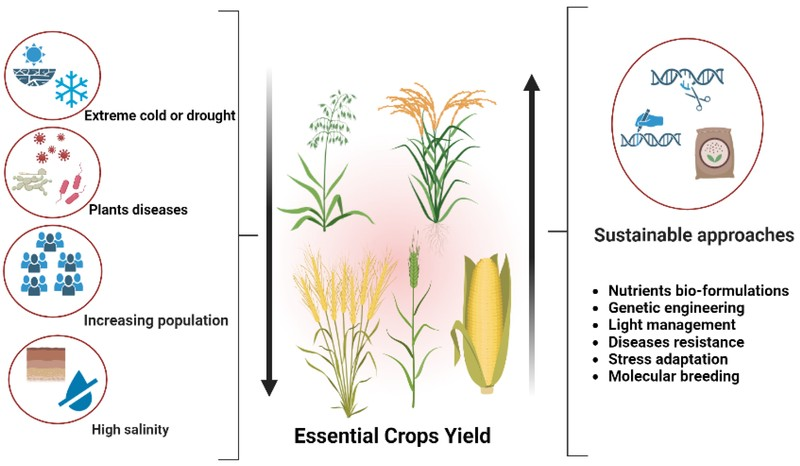 Extreme cold or drought
Plants diseases
Increasing population
High salinity
Essential Crops Yield
Sustainable approaches
• Nutrients bio-formulations
• Genetic engineering
• Light management
• Diseases resistance
• Stress adaptation
• Molecular breeding